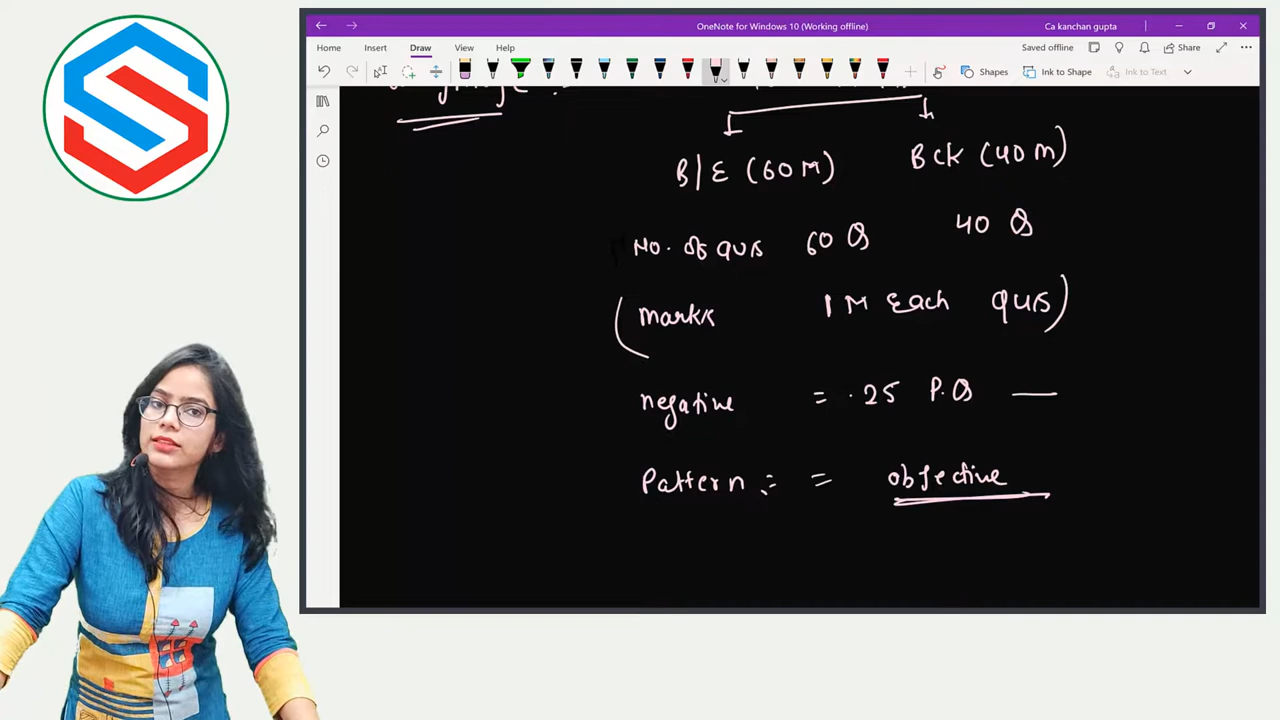 OneNote for Windows 10 (Working offline)
Ca kanchan gupta
Home Insert Draw View Help
Saved offline
Share
Shapes
Ink to Shape
Ink to Text
B/E (60 M)
BCK (40 M)
No. of ques 60 Q 40 Q
(marks 1 M Each ques)
negative = .25 P.Q —
Pattern :- = objective